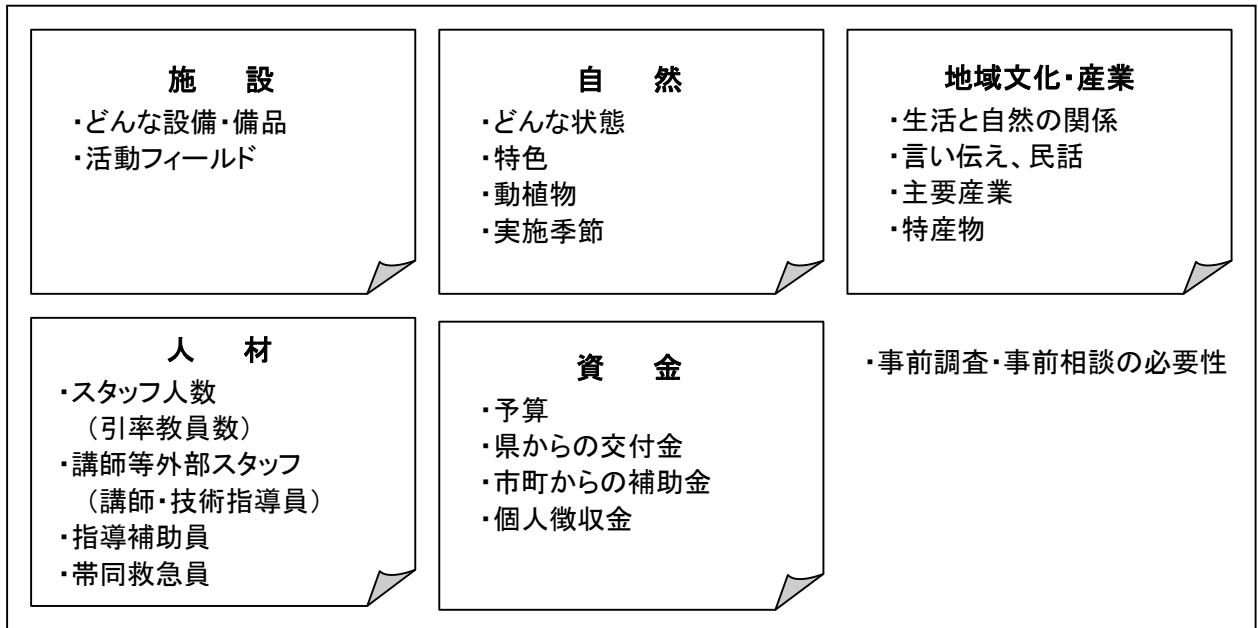 施　設
・どんな設備・備品
・活動フィールド
自　然
・どんな状態
・特色
・動植物
・実施季節
地域文化・産業
・生活と自然の関係
・言い伝え、民話
・主要産業
・特産物
人　材
・スタッフ人数
（引率教員数）
・講師等外部スタッフ
（講師・技術指導員）
・指導補助員
・帯同救急員
資　金
・予算
・県からの交付金
・市町からの補助金
・個人徴収金
・事前調査・事前相談の必要性